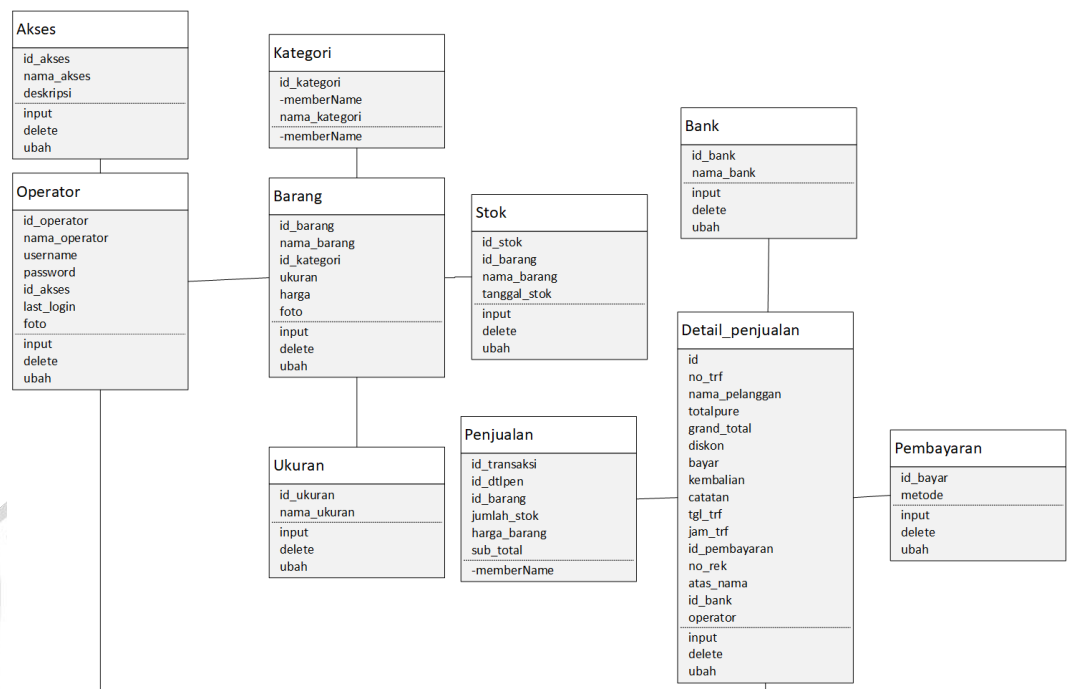 Akses
id_akses
nama_akses
deskripsi
input
delete
ubah
Operator
id_operator
nama_operator
username
password
id_akses
last_login
foto
input
delete
ubah
Kategori
id_kategori
-memberName
nama_kategori
-memberName
Barang
id_barang
nama_barang
id_kategori
ukuran
harga
foto
input
delete
ubah
Ukuran
id_ukuran
nama_ukuran
input
delete
ubah
Stok
id_stok
id_barang
nama_barang
tanggal_stok
input
delete
ubah
Penjualan
id_transaksi
id_dtlpen
id_barang
jumlah_stok
harga_barang
sub_total
-memberName
Bank
id_bank
nama_bank
input
delete
ubah
Detail_penjualan
id
no_trf
nama_pelanggan
totalpure
grand_total
diskon
bayar
kembalian
catatan
tgl_trf
jam_trf
id_pembayaran
no_rek
atas_nama
id_bank
operator
input
delete
ubah
Pembayaran
id_bayar
metode
input
delete
ubah